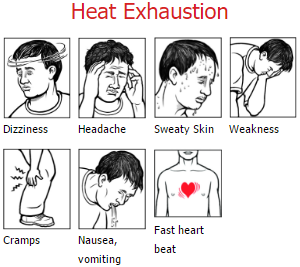 Heat Exhaustion
Dizziness
Headache
Sweaty Skin
Weakness
Cramps
Nausea,
vomiting
Fast heart
beat